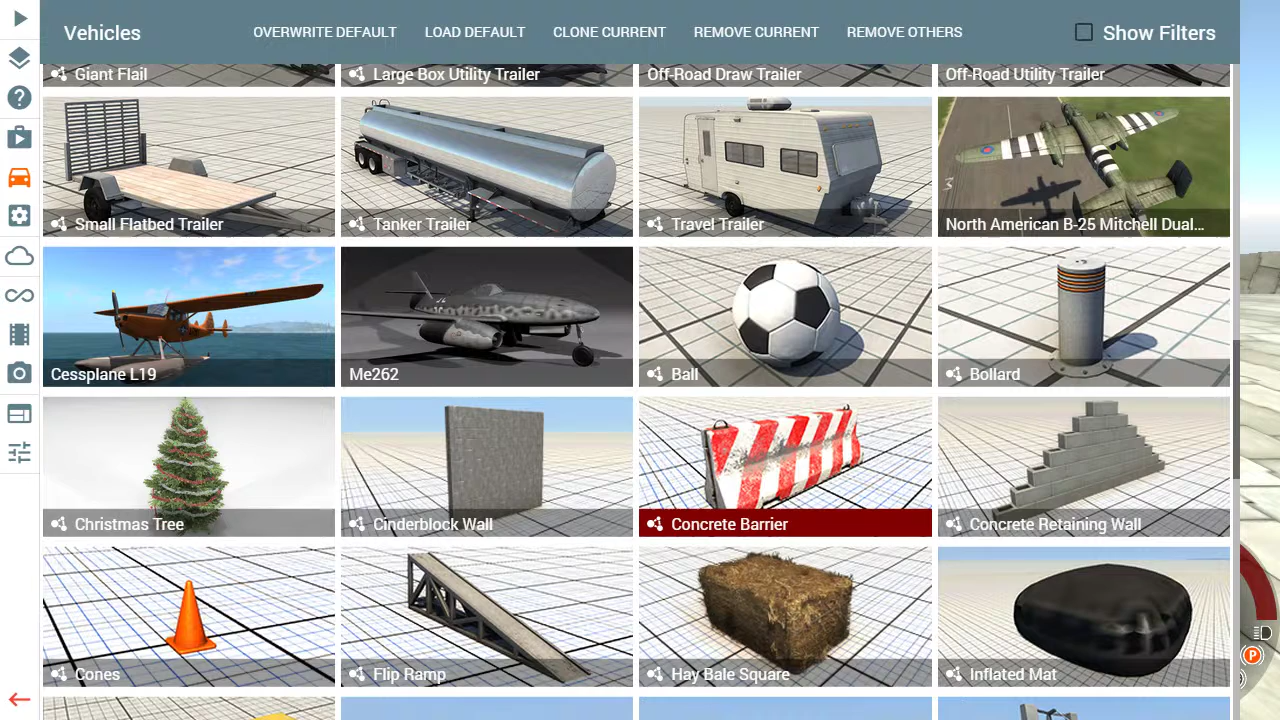 Vehicles
OVERWRITE DEFAULT
LOAD DEFAULT
CLONE CURRENT
REMOVE CURRENT
REMOVE OTHERS
Show Filters
Giant Flail
Large Box Utility Trailer
Off-Road Draw Trailer
Off-Road Utility Trailer
Small Flatbed Trailer
Tanker Trailer
Travel Trailer
North American B-25 Mitchell Dual...
Cessplane L19
Me262
Ball
Bollard
Christmas Tree
Cinderblock Wall
Concrete Barrier
Concrete Retaining Wall
Cones
Flip Ramp
Hay Bale Square
Inflated Mat
P